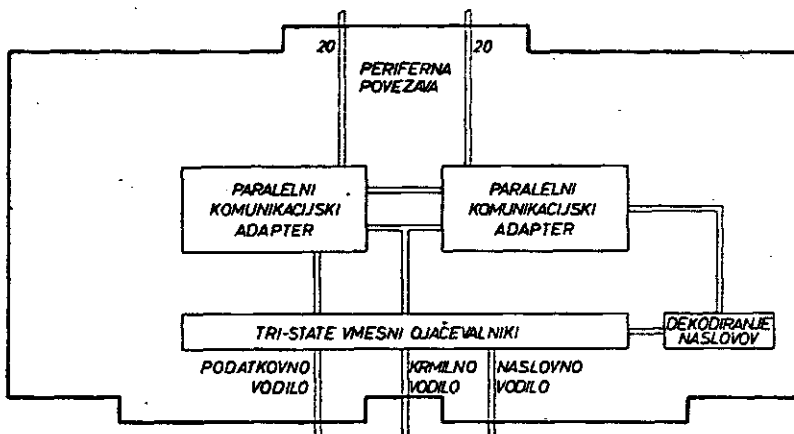 20
20
PERIFERNA
POVEZAVA
PARALELNI
KOMUNIKACIJSKI
ADAPTER
PARALELNI
KOMUNIKACIJSKI
ADAPTER
TRI-STATE VMESNI OJAČEVALNIKI
DEKODIRANJE
NASLOVOV
PODATKOVNO
VODILO
KRMILNO
VODILO
NASLOVNO
VODILO